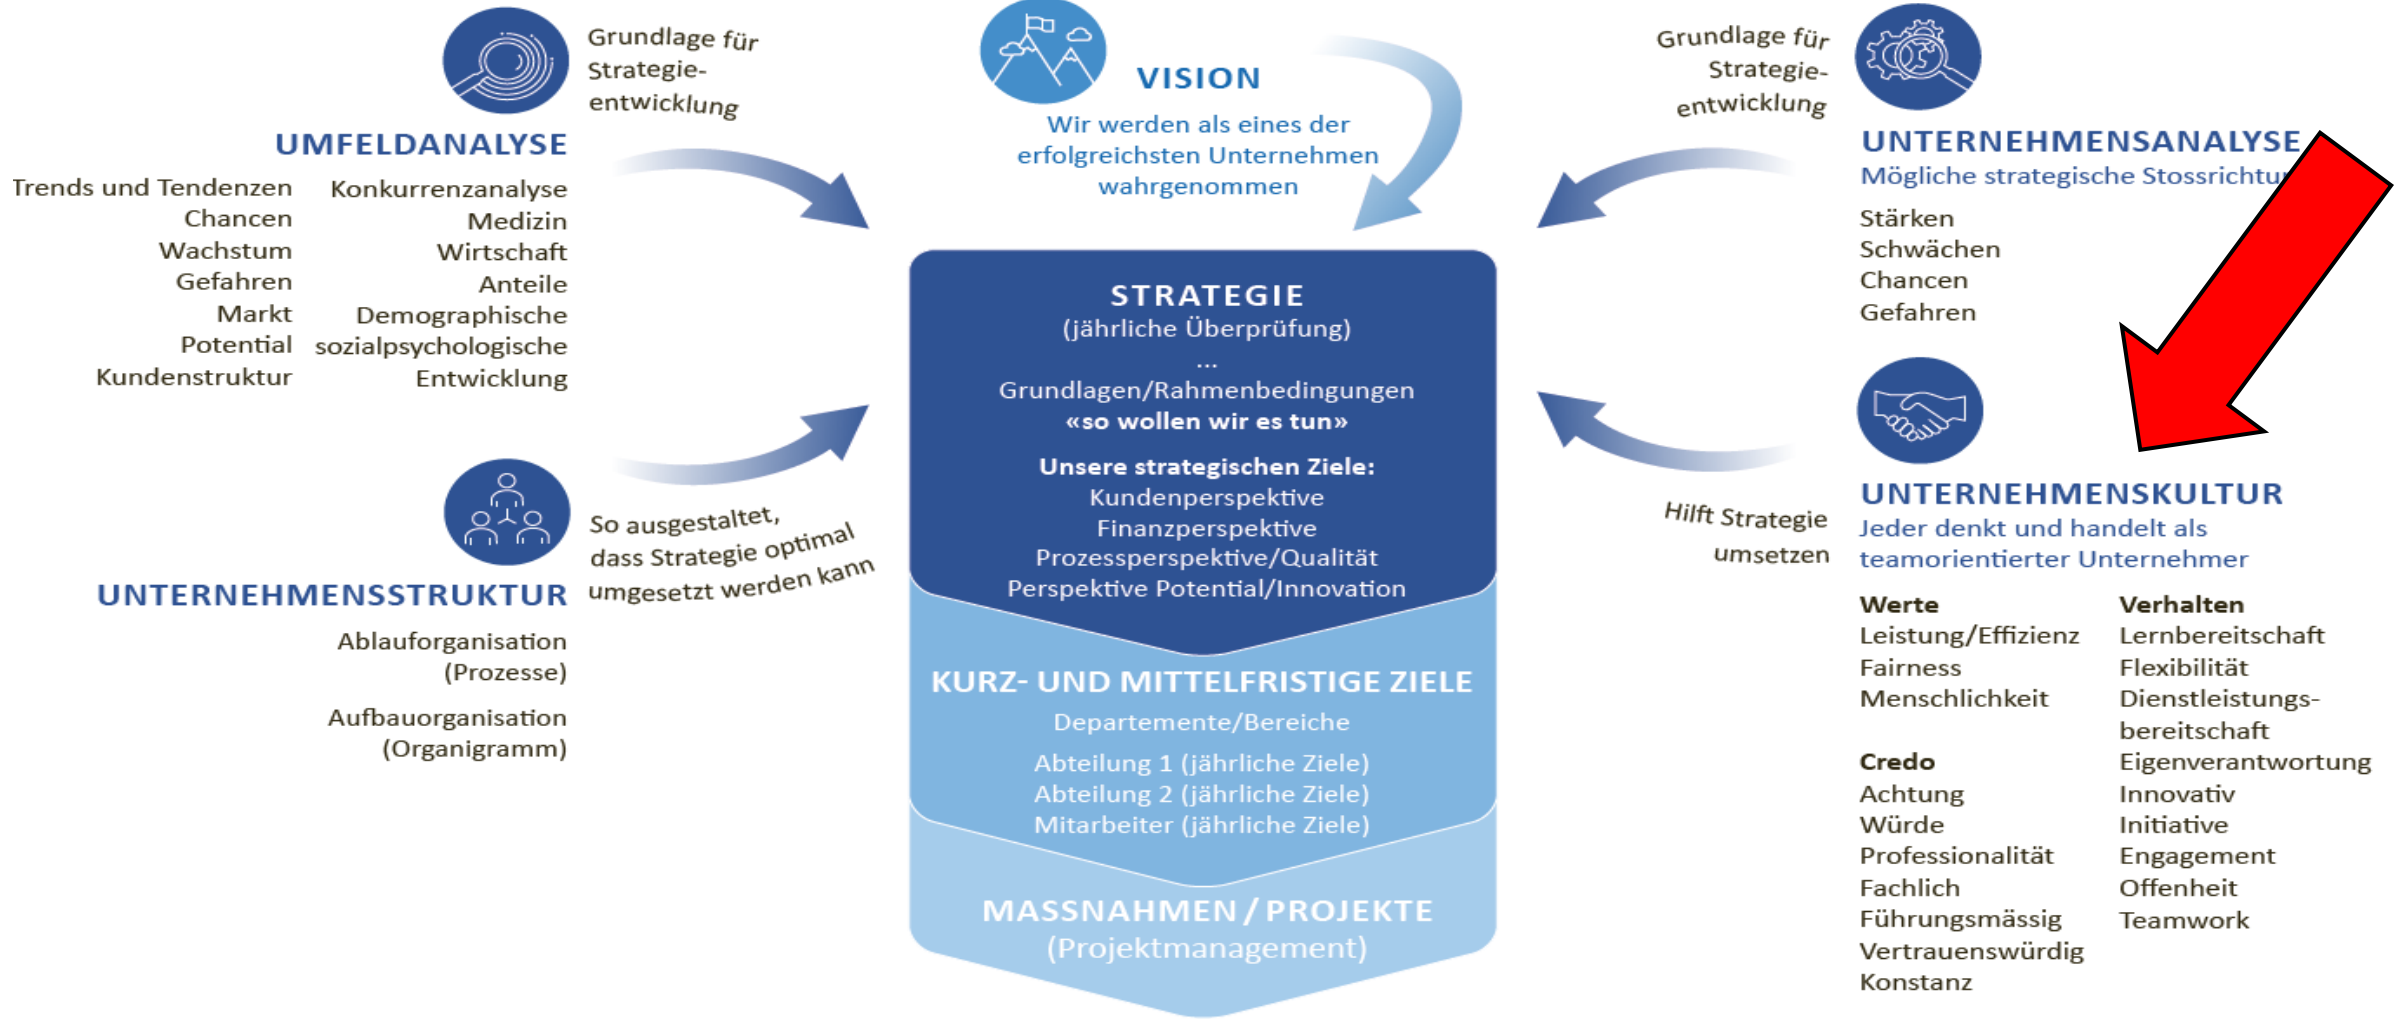 Grundlage für
Strategie-
entwicklung
UMFELDANALYSE
Trends und Tendenzen
Chancen
Wachstum
Gefahren
Markt
Potential
Kundenstruktur
Konkurrenzanalyse
Medizin
Wirtschaft
Anteile
Demographische
sozialpsychologische
Entwicklung
So ausgestaltet,
dass Strategie optimal
umgesetzt werden kann
UNTERNEHMENSSTRUKTUR
Ablauforganisation
(Prozesse)
Aufbauorganisation
(Organigramm)
VISION
Wir werden als eines der
erfolgreichsten Unternehmen
wahrgenommen
STRATEGIE
(jährliche Überprüfung)
...
Grundlagen/Rahmenbedingungen
«so wollen wir es tun»
Unsere strategischen Ziele:
Kundenperspektive
Finanzperspektive
Prozessperspektive/Qualität
Perspektive Potential/Innovation
KURZ- UND MITTELFRISTIGE ZIELE
Departemente/Bereiche
Abteilung 1 (jährliche Ziele)
Abteilung 2 (jährliche Ziele)
Mitarbeiter (jährliche Ziele)
MASSNAHMEN / PROJEKTE
(Projektmanagement)
Grundlage für
Strategie-
entwicklung
UNTERNEHMENSANALYSE
Mögliche strategische
Stärken
Schwächen
Chancen
Gefahren
Hilft Strategie
umsetzen
UNTERNEHMENSKULTUR
Jeder denkt und handelt als
teamorientierter Unternehmer
Werte
Leistung/Effizienz
Fairness
Menschlichkeit
Credo
Achtung
Würde
Professionalität
Fachlich
Führungsmässig
Vertrauenswürdig
Konstanz
Verhalten
Lernbereitschaft
Flexibilität
Dienstleistungs-
bereitschaft
Eigenverantwortung
Innovativ
Initiative
Engagement
Offenheit
Teamwork